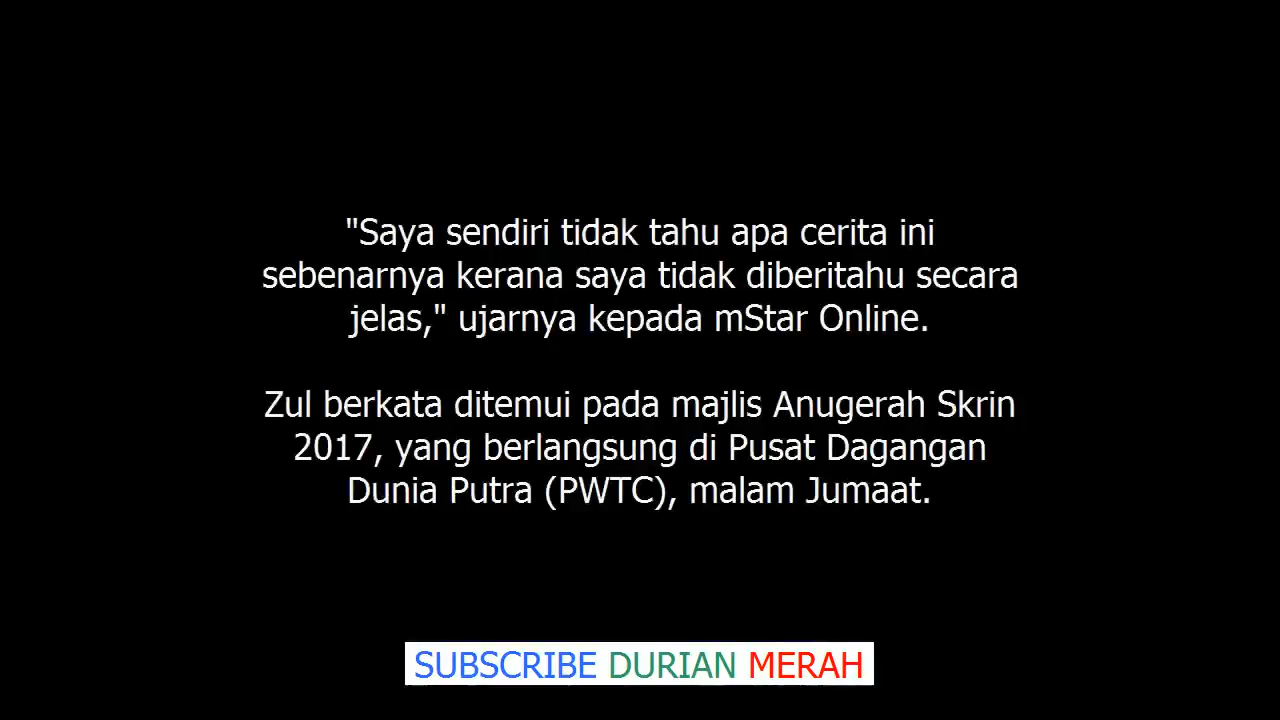 "Saya sendiri tidak tahu apa cerita ini
sebenarnya kerana saya tidak diberitahu secara
jelas," ujarnya kepada mStar Online.
Zul berkata ditemui pada majlis Anugerah Skrin
2017, yang berlangsung di Pusat Dagangan
Dunia Putra (PWTC), malam Jumaat.
SUBSCRIBE DURIAN MERAH